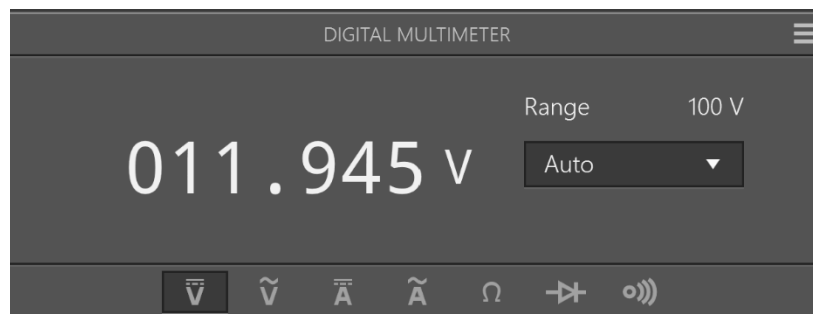 DIGITAL MULTIMETER
Range 100 V
011.945 V
Auto
V V A A Ω